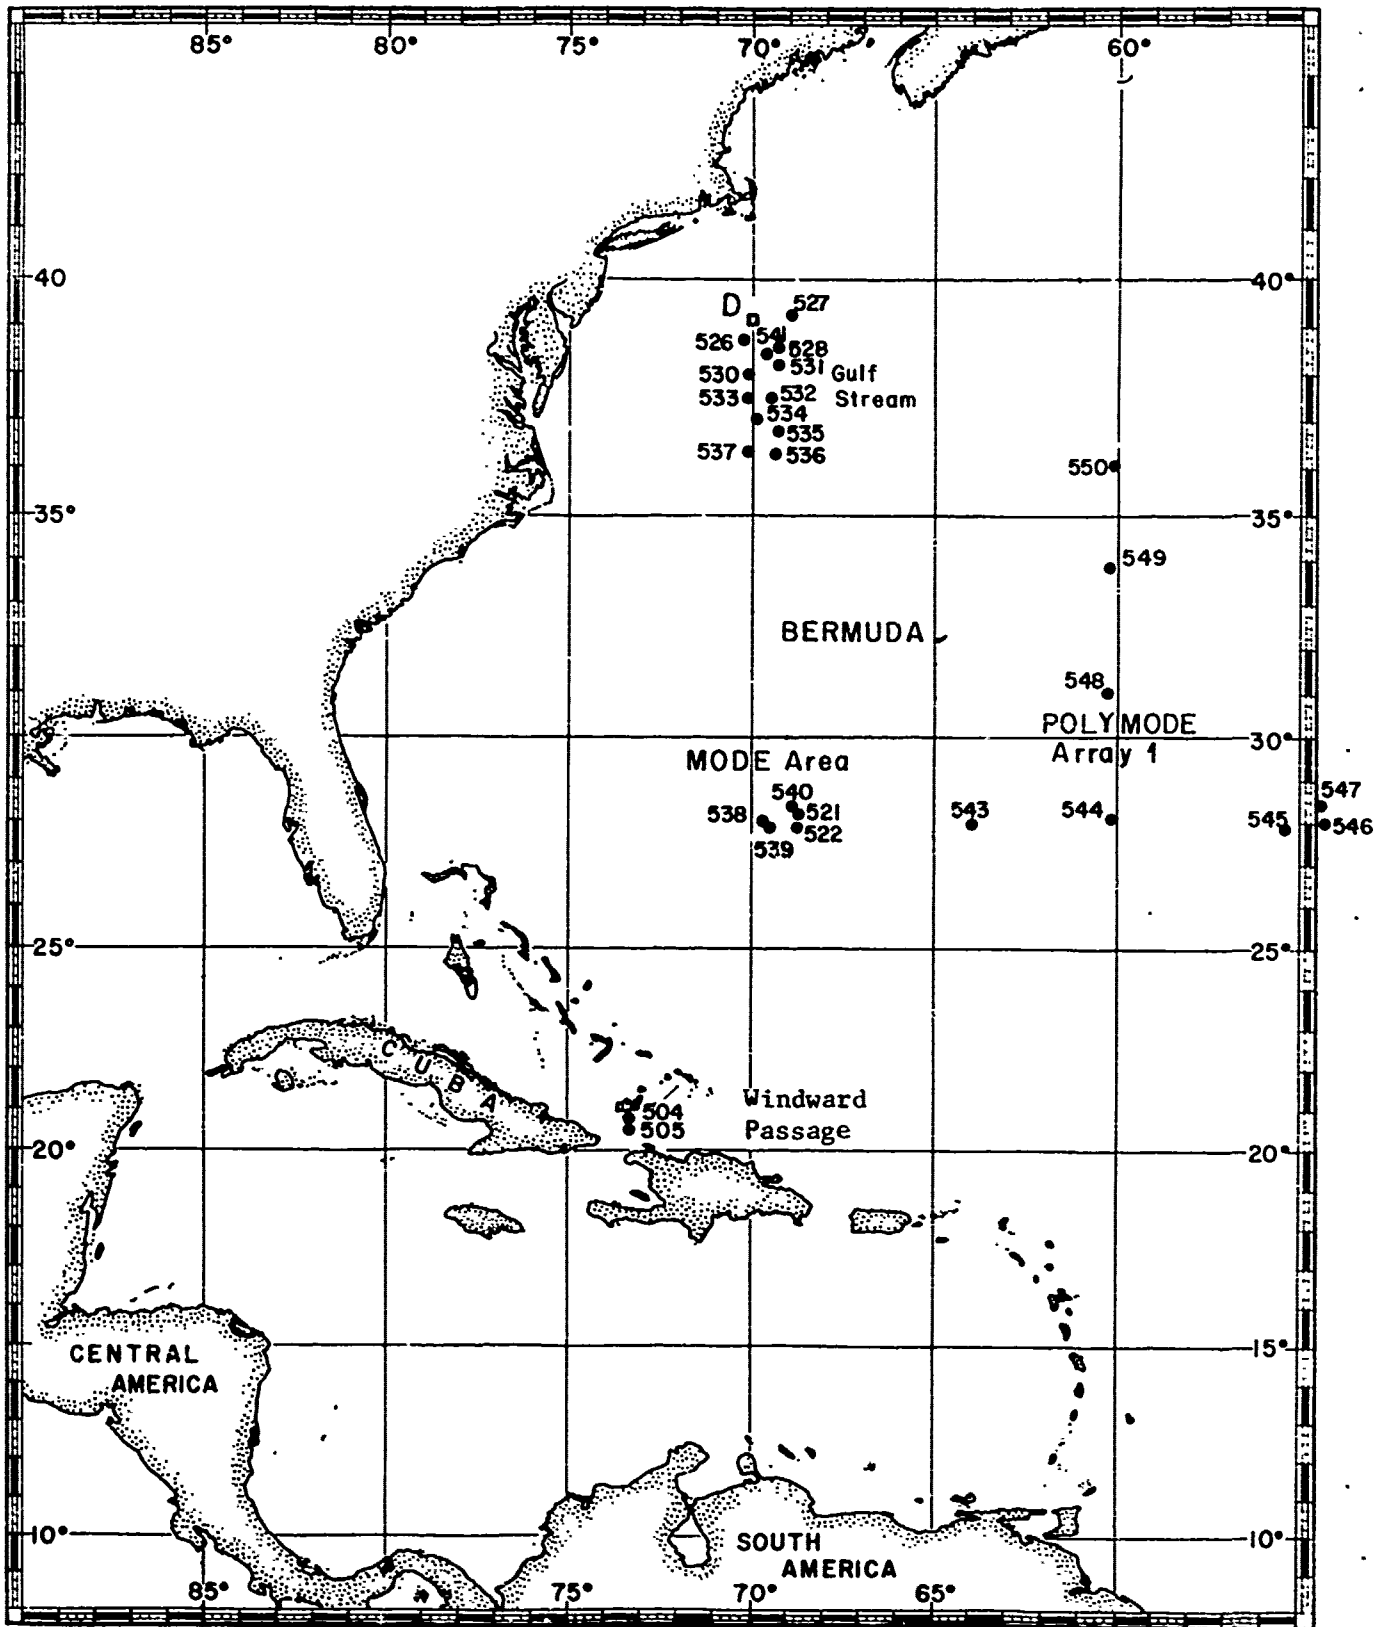 85° 80° 75° 70° 60°
40 40°
D
527
526 541 528
531 Gulf
530
533 532 Stream
534
535
537 536
550
35° 35°
549
BERMUDA
548
POLYMODE
30°
Array 1
MODE Area
540
547
538 521 543 544 545 546
522
539
25° 25°
CUBA
504 Windward
505 Passage
20° 20°
15°
CENTRAL
AMERICA
10° 10°
SOUTH
AMERICA
85° 75° 70° 65°